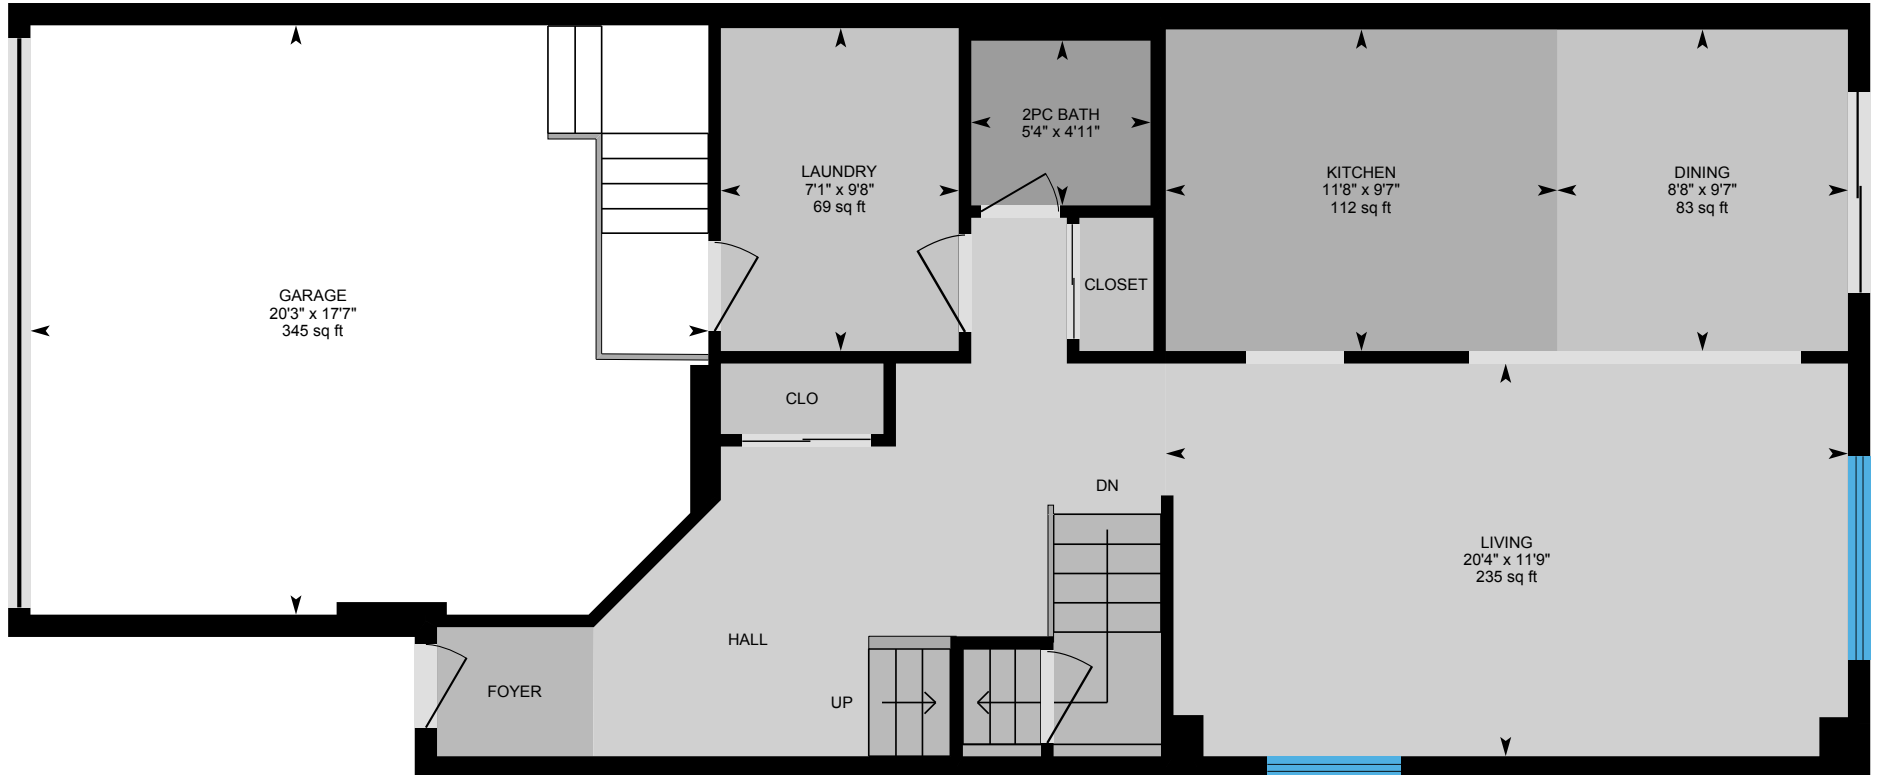 2PC BATH
5'4" x 4'11"
LAUNDRY
7'1" x 9'8"
69 sq ft
KITCHEN
11'8" x 9'7"
112 sq ft
DINING
8'8" x 9'7"
83 sq ft
GARAGE
20'3" x 17'7"
345 sq ft
CLOSET
CLO
DN
LIVING
20'4" x 11'9"
235 sq ft
HALL
FOYER
UP